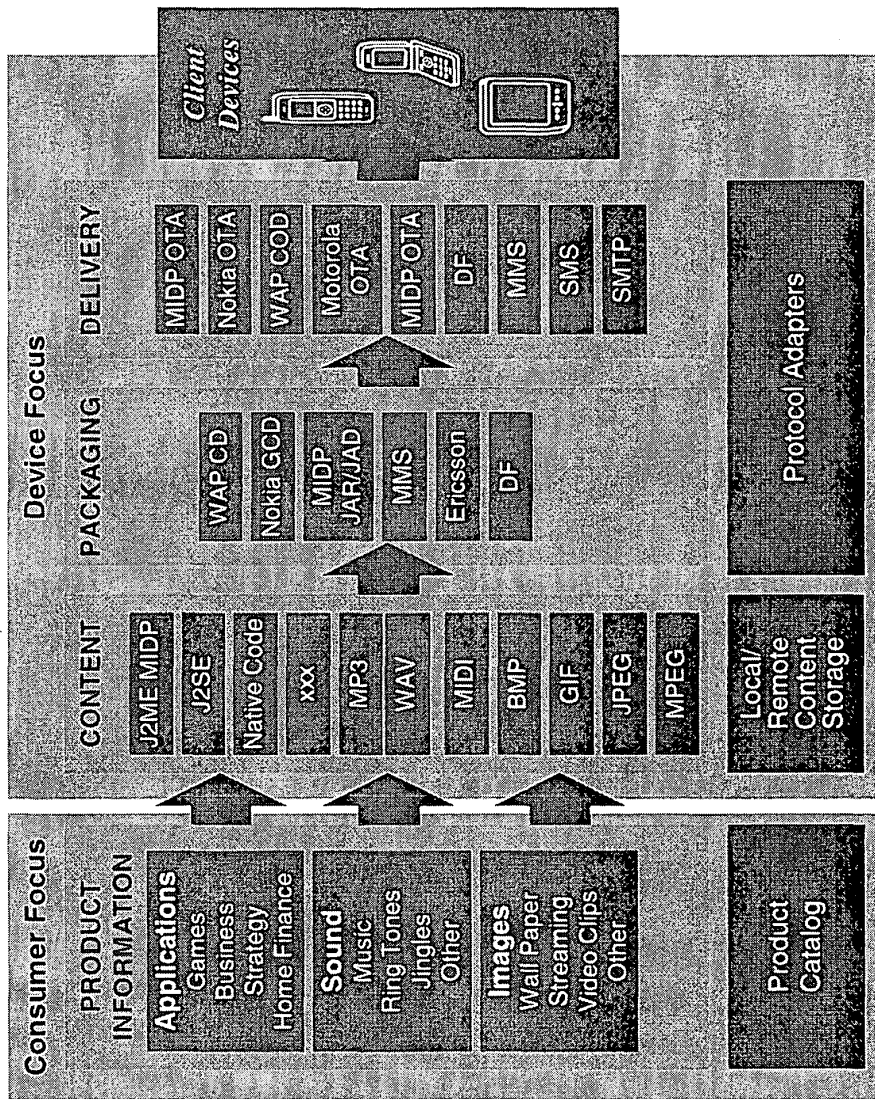 Consumer Focus
PRODUCT
INFORMATION
Applications
Games
Business
Strategy
Home Finance
Sound
Music
Ring Tones
Jingles
Other
Images
Wall Paper
Streaming
Video Clips
Other
Product
Catalog
Device Focus
CONTENT
J2ME MIDP
J2SE
Native Code
xxx
MP3
WAV
MIDI
BMP
GIF
JPEG
MPEG
Local/
Remote
Content
Storage
PACKAGING
WAP CD
Nokia GCD
MIDP
JAR/JAD
MMS
Ericsson
DF
DELIVERY
MIDP OTA
Nokia OTA
WAP COD
Motorola
OTA
MIDP OTA
DF
MMS
SMS
SMTP
Protocol Adapters
Client
Devices